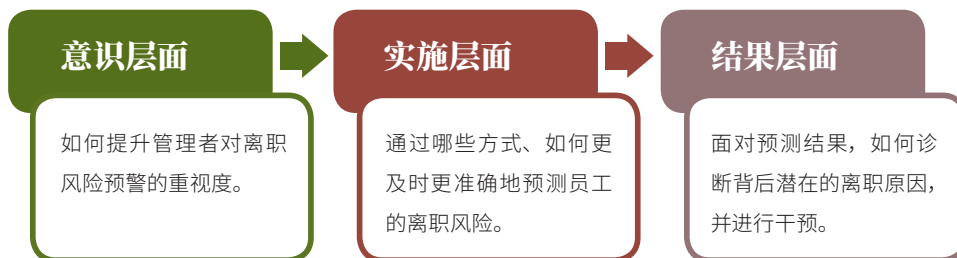 意识层面
如何提升管理者对离职
风险预警的重视度。
实施层面
通过哪些方式、如何更
及时更准确地预测员工
的离职风险。
结果层面
面对预测结果，如何诊
断背后潜在的离职原因，
并进行干预。